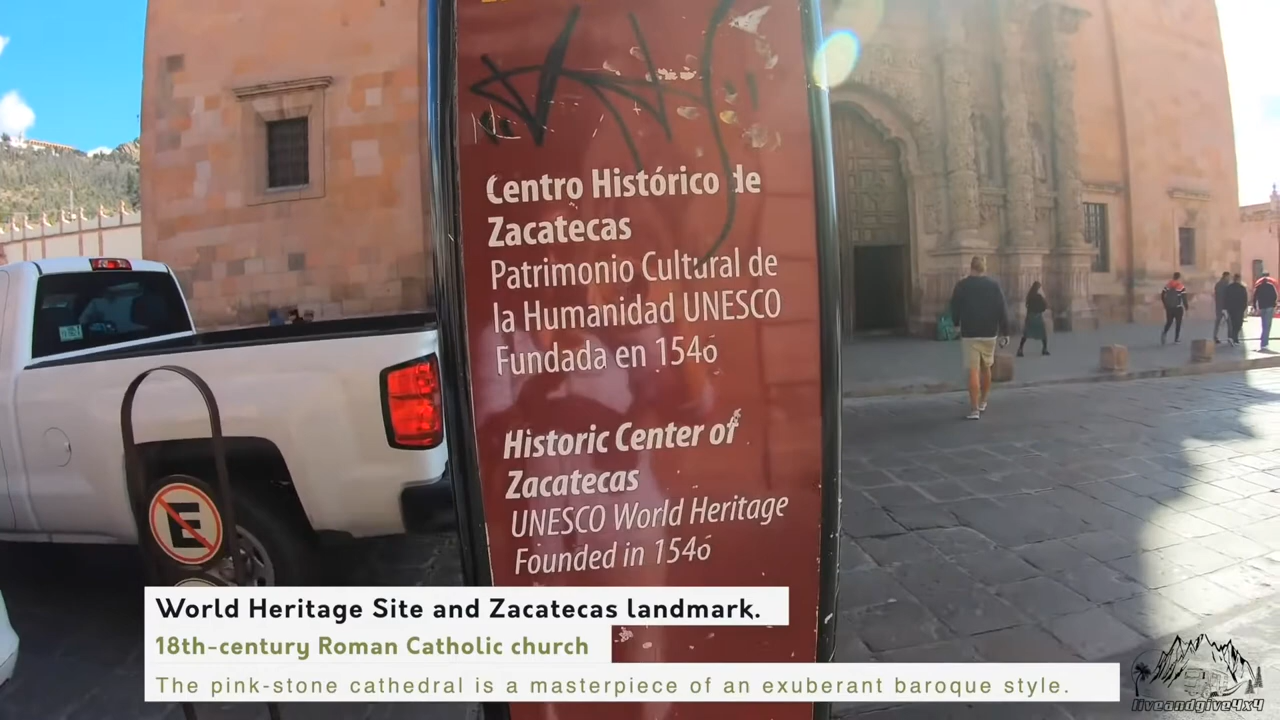 Centro Histórico de
Zacatecas
Patrimonio Cultural de
la Humanidad UNESCO
Fundada en 1546
Historic Center of
Zacatecas
UNESCO World Heritage
Founded in 1546
E
World Heritage Site and Zacatecas landmark.
18th-century Roman Catholic church
The pink-stone cathedral is a masterpiece of an exuberant baroque style.
liveandgive4x4